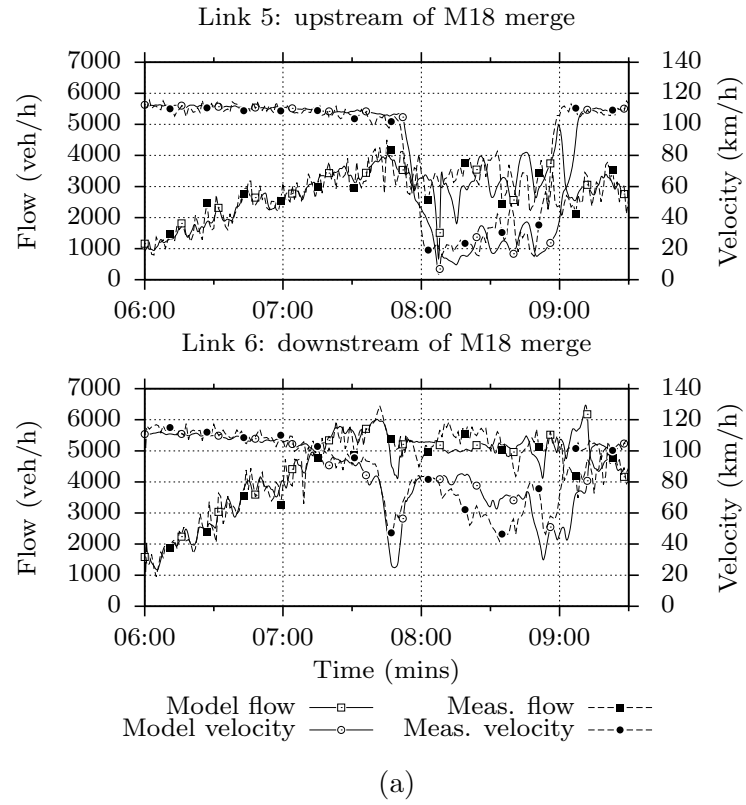 Link 5: upstream of M18 merge
7000 140
6000 120
5000 100
4000 80
3000 60
2000 40
1000 20
0 0
Flow (veh/h)
Velocity (km/h)
06:00 07:00 08:00 09:00
Link 6: downstream of M18 merge
7000 140
6000 120
5000 100
4000 80
3000 60
2000 40
1000 20
0 0
Flow (veh/h)
Velocity (km/h)
06:00 07:00 08:00 09:00
Time (mins)
Model flow Meas. flow
Model velocity Meas. velocity
(a)